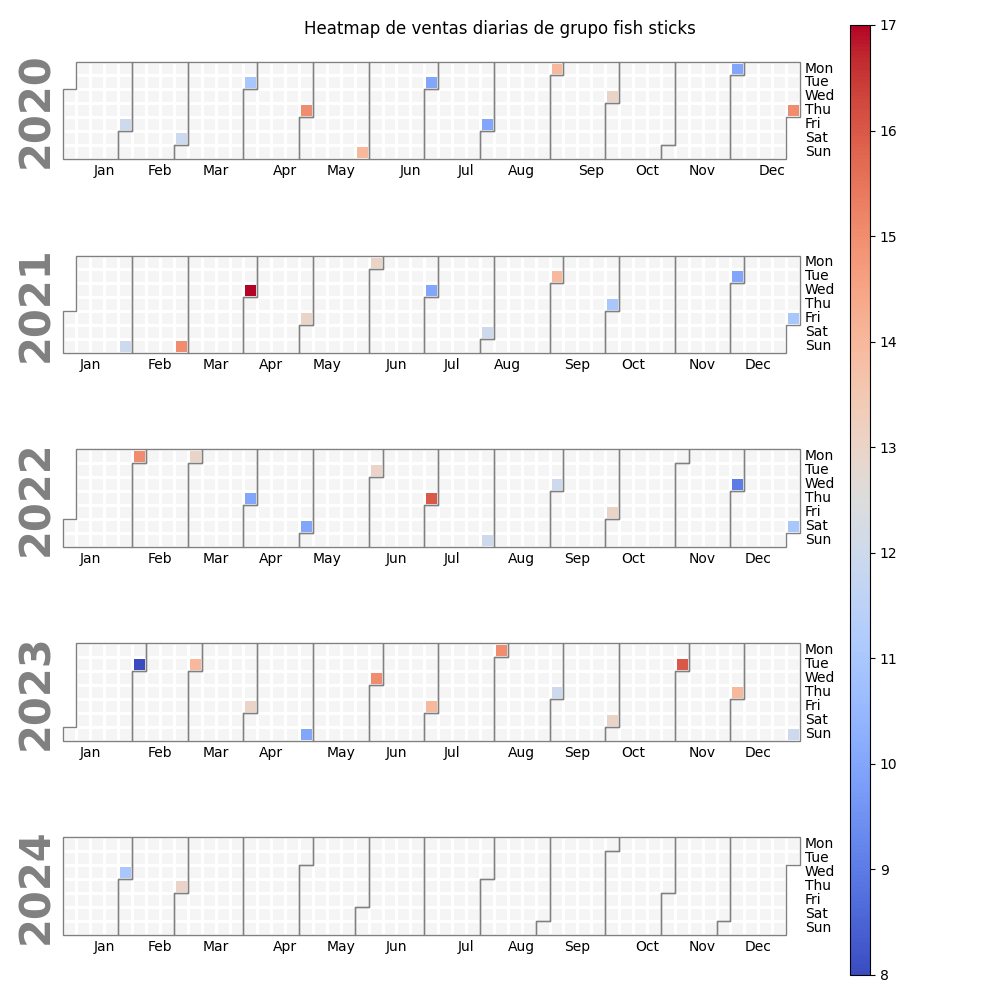 Heatmap de ventas diarias de grupo fish sticks
2020
Mon
Tue
Wed
Thu
Fri
Sat
Sun
Jan Feb Mar Apr May Jun Jul Aug Sep Oct Nov Dec
2021
Mon
Tue
Wed
Thu
Fri
Sat
Sun
Jan Feb Mar Apr May Jun Jul Aug Sep Oct Nov Dec
2022
Mon
Tue
Wed
Thu
Fri
Sat
Sun
Jan Feb Mar Apr May Jun Jul Aug Sep Oct Nov Dec
2023
Mon
Tue
Wed
Thu
Fri
Sat
Sun
Jan Feb Mar Apr May Jun Jul Aug Sep Oct Nov Dec
2024
Mon
Tue
Wed
Thu
Fri
Sat
Sun
Jan Feb Mar Apr May Jun Jul Aug Sep Oct Nov Dec
17
16
15
14
13
12
11
10
9
8